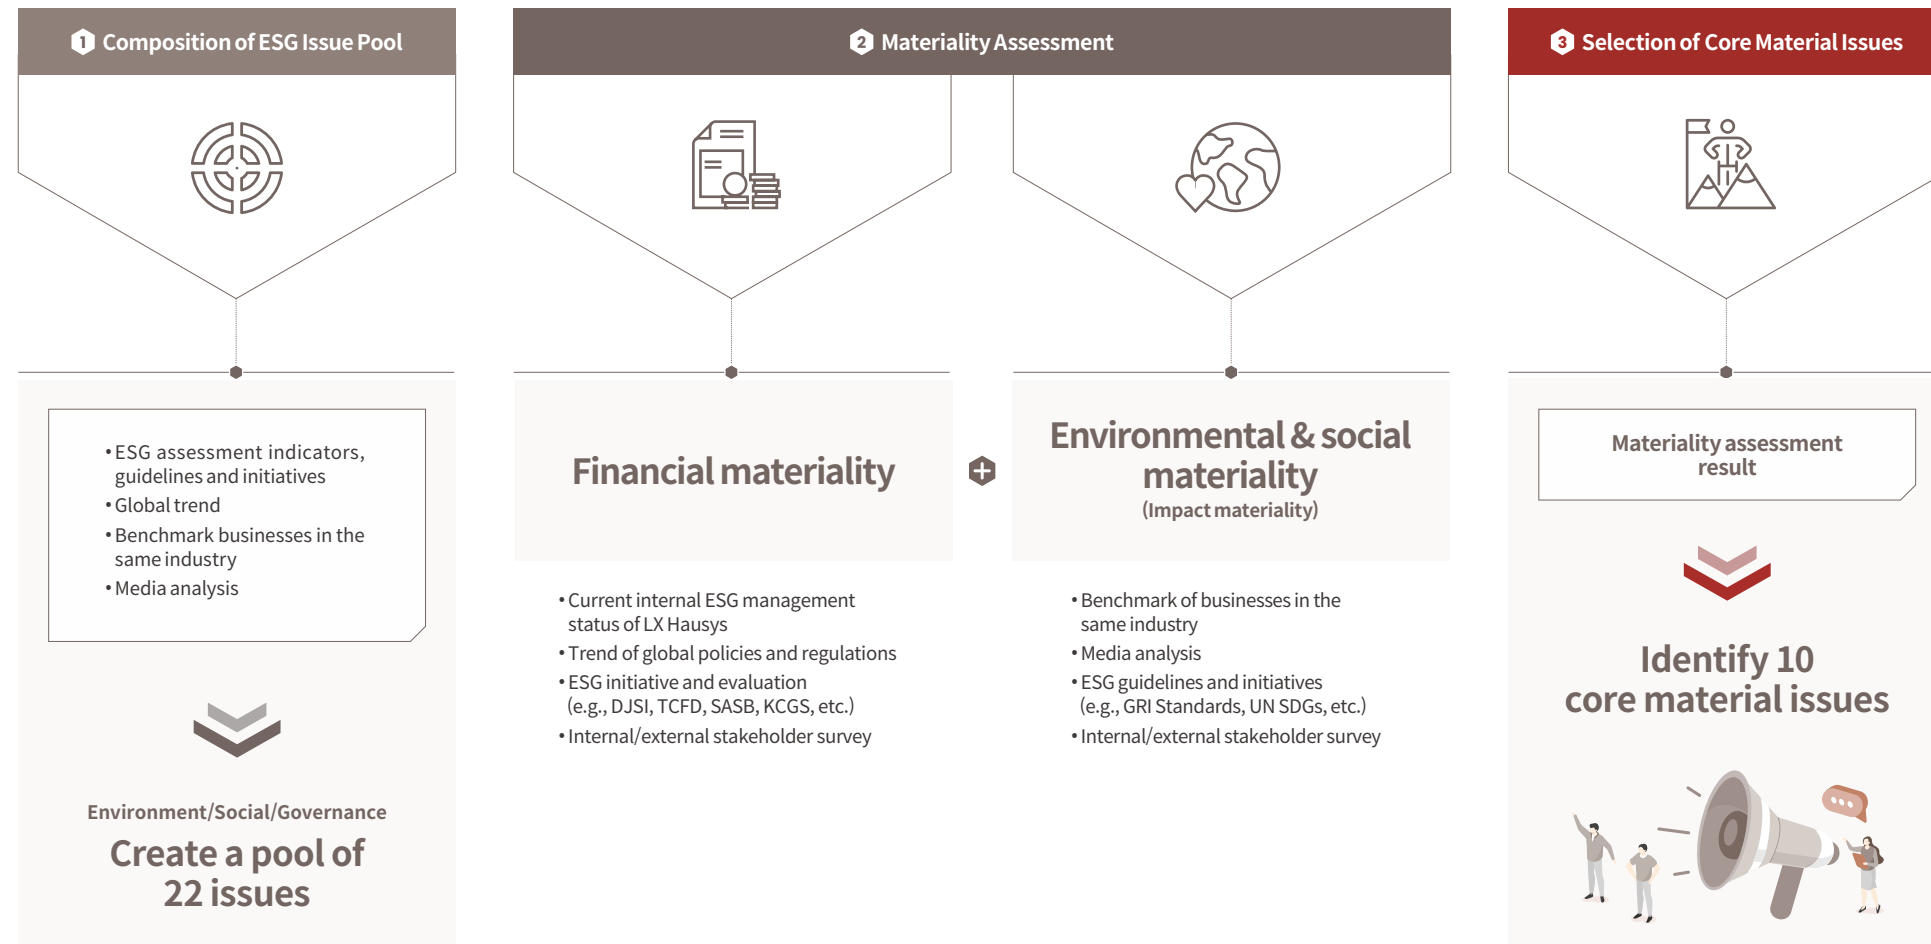 1 Composition of ESG Issue Pool
• ESG assessment indicators,
guidelines and initiatives
• Global trend
• Benchmark businesses in the
same industry
• Media analysis
Environment/Social/Governance
Create a pool of
22 issues
2 Materiality Assessment
Financial materiality
• Current internal ESG management
status of LX Hausys
• Trend of global policies and regulations
• ESG initiative and evaluation
(e.g., DJSI, TCFD, SASB, KCGS, etc.)
• Internal/external stakeholder survey
+
Environmental & social
materiality
(Impact materiality)
• Benchmark of businesses in the
same industry
• Media analysis
• ESG guidelines and initiatives
(e.g., GRI Standards, UN SDGs, etc.)
• Internal/external stakeholder survey
3 Selection of Core Material Issues
Materiality assessment
result
Identify 10
core material issues